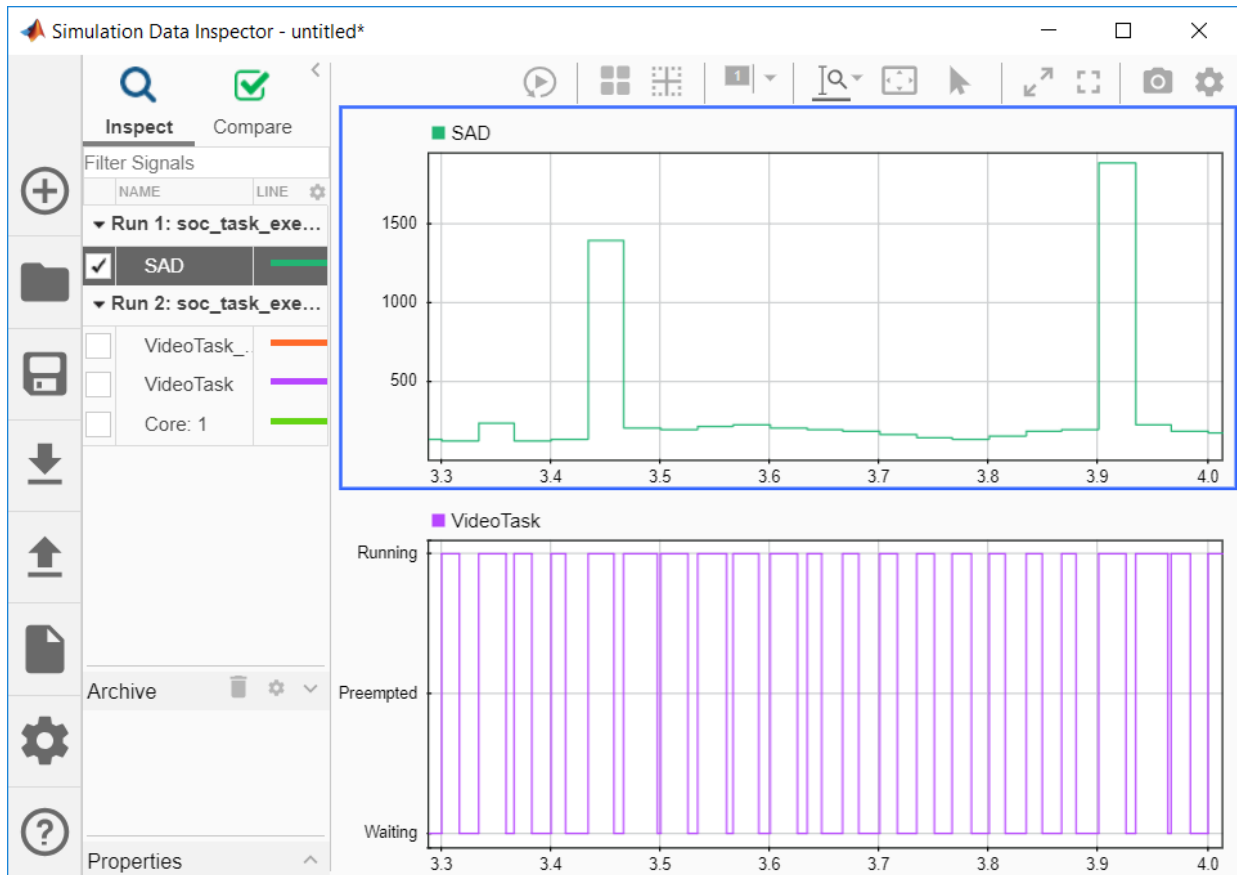 Simulation Data Inspector - untitled*
Inspect Compare
Filter Signals
NAME LINE
Run 1: soc_task_exe...
SAD
Run 2: soc_task_exe...
VideoTask_..
VideoTask
Core: 1
Archive
Properties
1
SAD
1500
1000
500
3.3 3.4 3.5 3.6 3.7 3.8 3.9 4.0
VideoTask
Running
Preempted
Waiting
3.3 3.4 3.5 3.6 3.7 3.8 3.9 4.0